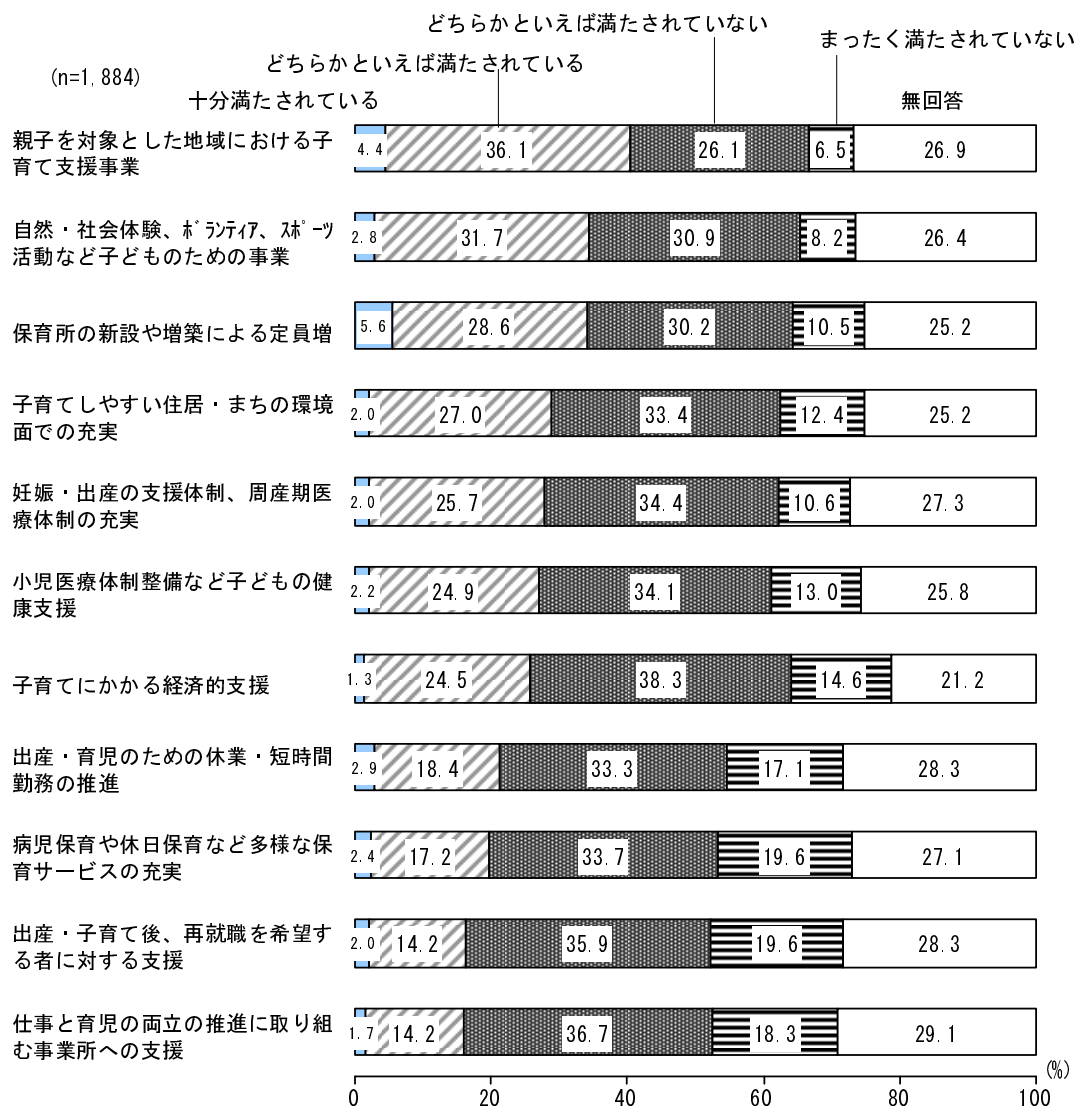 どちらかといえば満たされていない
まったく満たされていない
どちらかといえば満たされている
(n=1,884)
十分満たされている
無回答
親子を対象とした地域における子
育て支援事業
4.4 36.1 26.1 6.5 26.9
自然・社会体験、ﾎﾞﾗﾝﾃｨｱ、ｽﾎﾟｰﾂ
活動など子どものための事業
2.8 31.7 30.9 8.2 26.4
保育所の新設や増築による定員増
5.6 28.6 30.2 10.5 25.2
子育てしやすい住居・まちの環境
面での充実
2.0 27.0 33.4 12.4 25.2
妊娠・出産の支援体制、周産期医
療体制の充実
2.0 25.7 34.4 10.6 27.3
小児医療体制整備など子どもの健
康支援
2.2 24.9 34.1 13.0 25.8
子育てにかかる経済的支援
1.3 24.5 38.3 14.6 21.2
出産・育児のための休業・短時間
勤務の推進
2.9 18.4 33.3 17.1 28.3
病児保育や休日保育など多様な保
育サービスの充実
2.4 17.2 33.7 19.6 27.1
出産・子育て後、再就職を希望す
る者に対する支援
2.0 14.2 35.9 19.6 28.3
仕事と育児の両立の推進に取り組
む事業所への支援
1.7 14.2 36.7 18.3 29.1
(%)
0 20 40 60 80 100